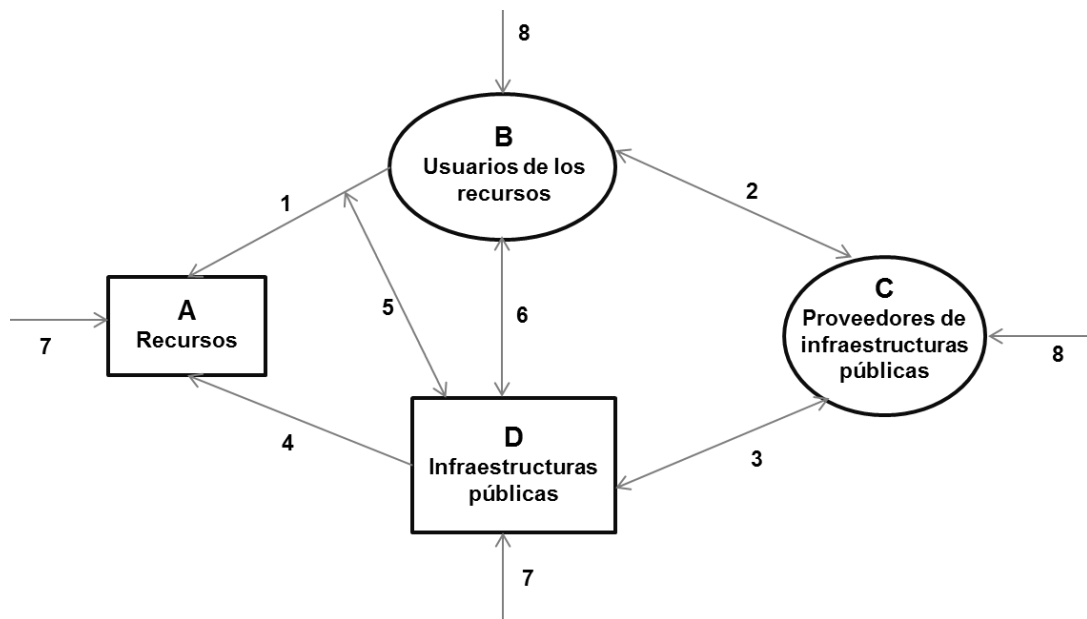 8
B
Usuarios de los
recursos
1
2
A
Recursos
7
5
6
C
Proveedores de
infraestructuras
públicas
8
4
D
Infraestructuras
públicas
3
7